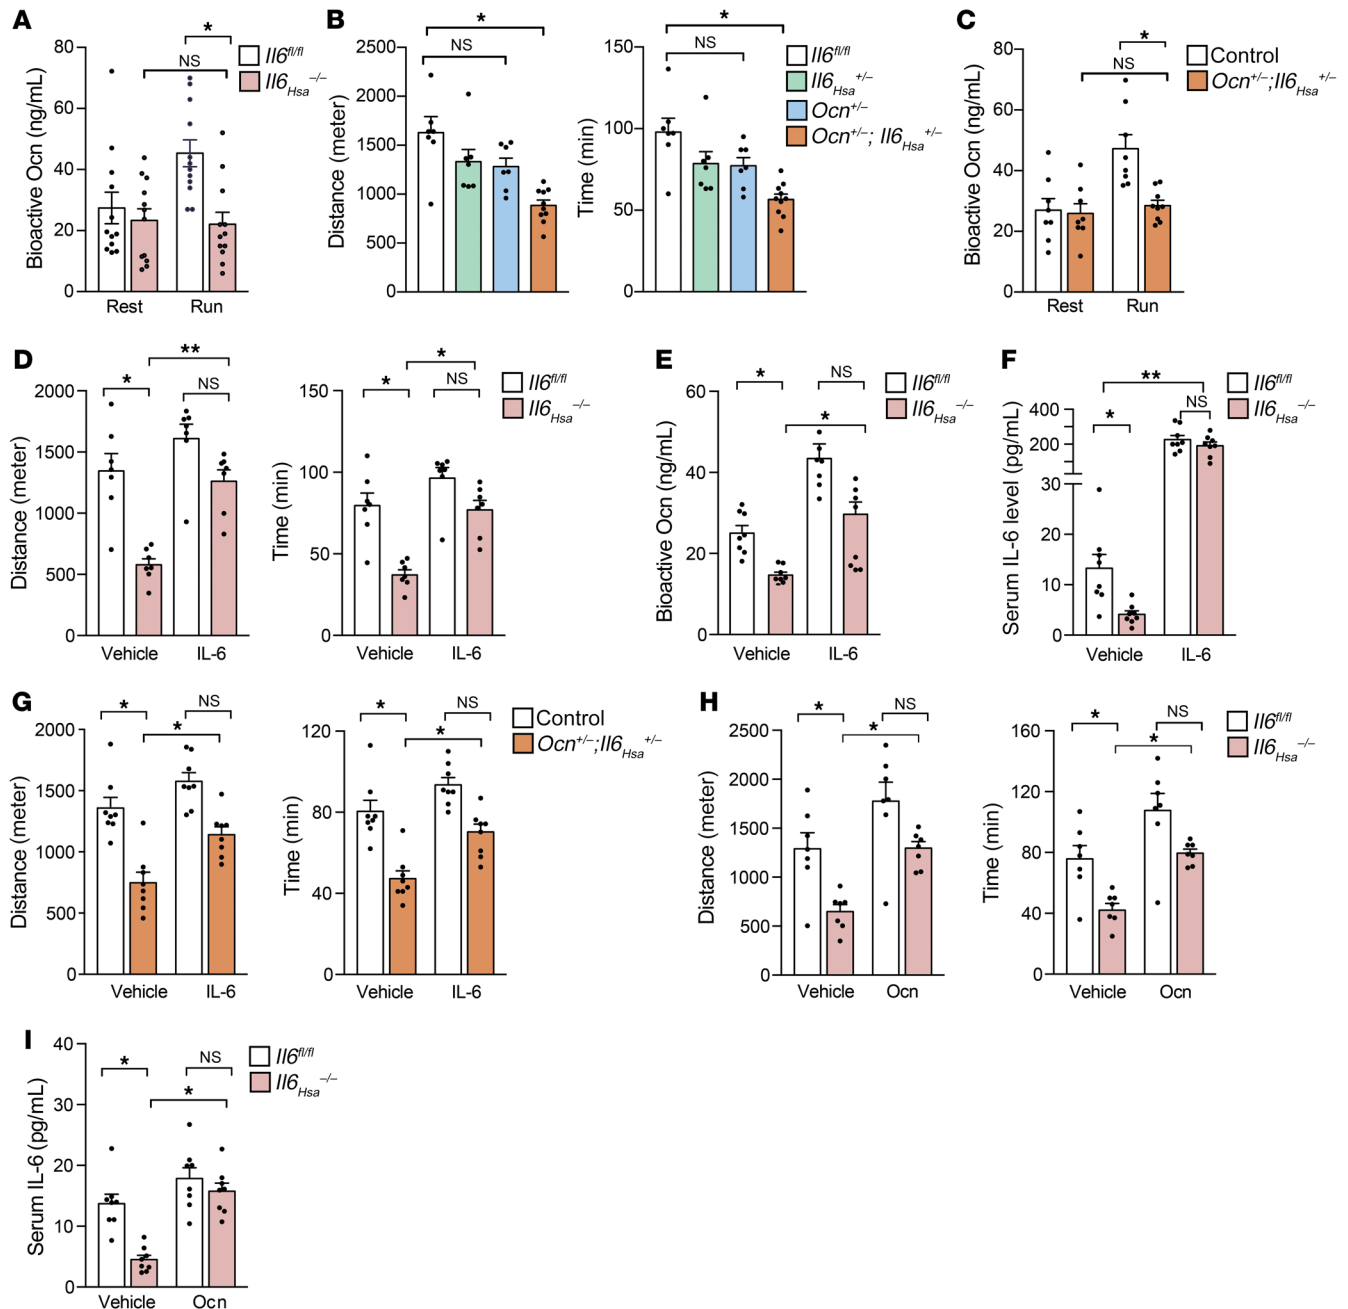 A
Bioactive Ocn (ng/mL)
80
60
40
20
0
*
NS
Rest
Run
Il6fl/fl
Il6Hsa−/−
B
Distance (meter)
2500
2000
1500
1000
500
0
*
NS
Time (min)
150
100
50
0
*
NS
Il6fl/fl
Il6Hsa+/−
Ocn+/−
Ocn+/−; Il6Hsa+/−
C
Bioactive Ocn (ng/mL)
80
60
40
20
0
*
NS
Rest
Run
Control
Ocn+/−;Il6Hsa+/−
D
Distance (meter)
2000
1500
1000
500
0
**
*
NS
Vehicle
IL-6
Time (min)
150
100
50
0
*
*
NS
Vehicle
IL-6
Il6fl/fl
Il6Hsa−/−
E
Bioactive Ocn (ng/mL)
60
40
20
0
*
NS
*
Vehicle
IL-6
Il6fl/fl
Il6Hsa−/−
F
Serum IL-6 level (pg/mL)
400
200
30
20
10
0
**
*
NS
Vehicle
IL-6
Il6fl/fl
Il6Hsa−/−
G
Distance (meter)
2000
1500
1000
500
0
*
NS
*
Vehicle
IL-6
Time (min)
120
80
40
0
*
NS
*
Vehicle
IL-6
Control
Ocn+/−;Il6Hsa+/−
H
Distance (meter)
2500
2000
1500
1000
500
0
*
NS
*
Vehicle
Ocn
Time (min)
160
120
80
40
0
*
NS
*
Vehicle
Ocn
Il6fl/fl
Il6Hsa−/−
I
Serum IL-6 (pg/mL)
40
30
20
10
0
*
NS
*
Vehicle
Ocn
Il6fl/fl
Il6Hsa−/−